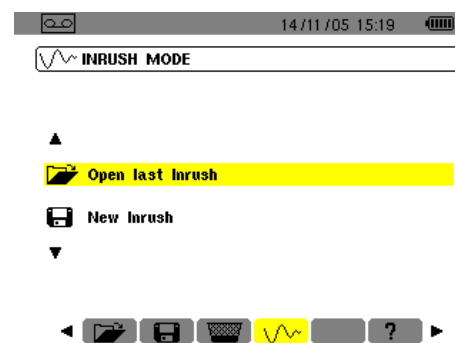 14/11/05 15:19
INRUSH MODE
Open last Inrush
New Inrush
?